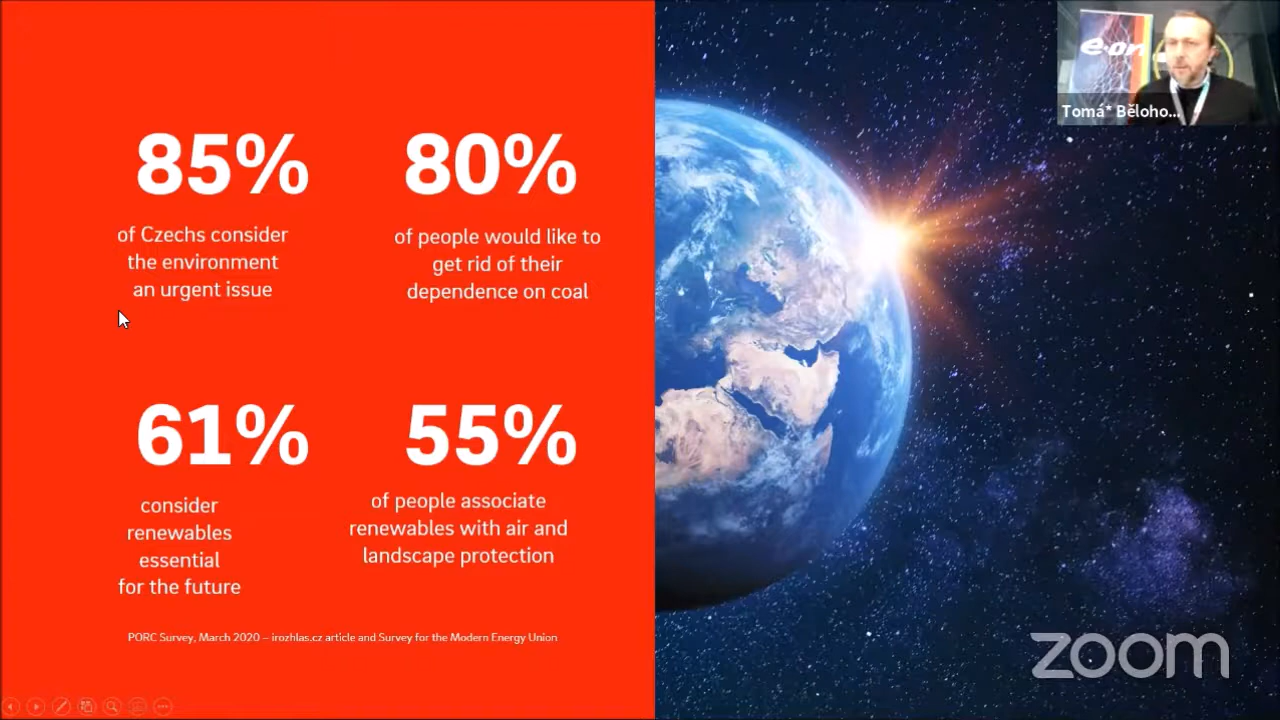 85%
of Czechs consider
the environment
an urgent issue
80%
of people would like to
get rid of their
dependence on coal
61%
consider
renewables
essential
for the future
55%
of people associate
renewables with air and
landscape protection
PORC Survey, March 2020 – irozhlas.cz article and Survey for the Modern Energy Union
e·on
Tomá* Běloho...
zoom